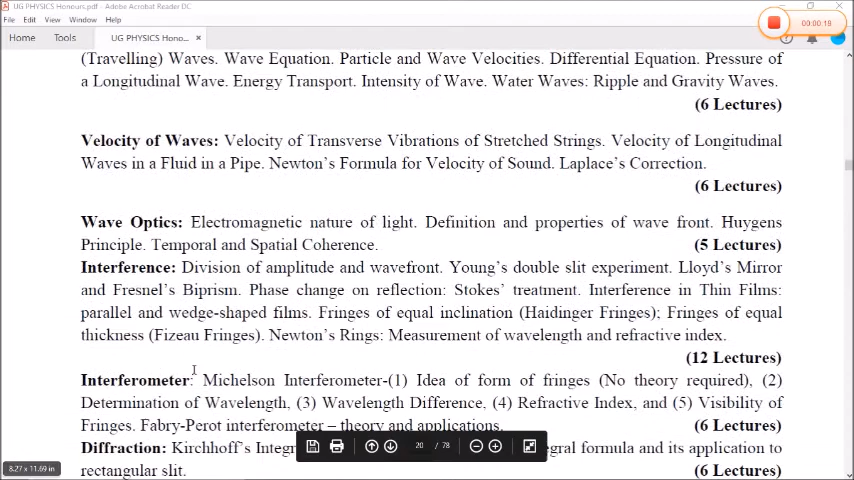 UG PHYSICS Honours.pdf - Adobe Acrobat Reader DC
File Edit View Window Help
00:00:19
Home Tools UG PHYSICS Hono... ×
(Travelling) Waves. Wave Equation. Particle and Wave Velocities. Differential Equation. Pressure of
a Longitudinal Wave. Energy Transport. Intensity of Wave. Water Waves: Ripple and Gravity Waves.
(6 Lectures)
Velocity of Waves: Velocity of Transverse Vibrations of Stretched Strings. Velocity of Longitudinal
Waves in a Fluid in a Pipe. Newton's Formula for Velocity of Sound. Laplace's Correction.
(6 Lectures)
Wave Optics: Electromagnetic nature of light. Definition and properties of wave front. Huygens
Principle. Temporal and Spatial Coherence. (5 Lectures)
Interference: Division of amplitude and wavefront. Young's double slit experiment. Lloyd's Mirror
and Fresnel's Biprism. Phase change on reflection: Stokes' treatment. Interference in Thin Films:
parallel and wedge-shaped films. Fringes of equal inclination (Haidinger Fringes); Fringes of equal
thickness (Fizeau Fringes). Newton's Rings: Measurement of wavelength and refractive index.
(12 Lectures)
Interferometer: Michelson Interferometer-(1) Idea of form of fringes (No theory required), (2)
Determination of Wavelength, (3) Wavelength Difference, (4) Refractive Index, and (5) Visibility of
Fringes. Fabry-Perot interferometer – theory and applications. (6 Lectures)
Diffraction: Kirchhoff's Integ egral formula and its application to
20 / 78
8.27 x 11.69 in rectangular slit. (6 Lectures)